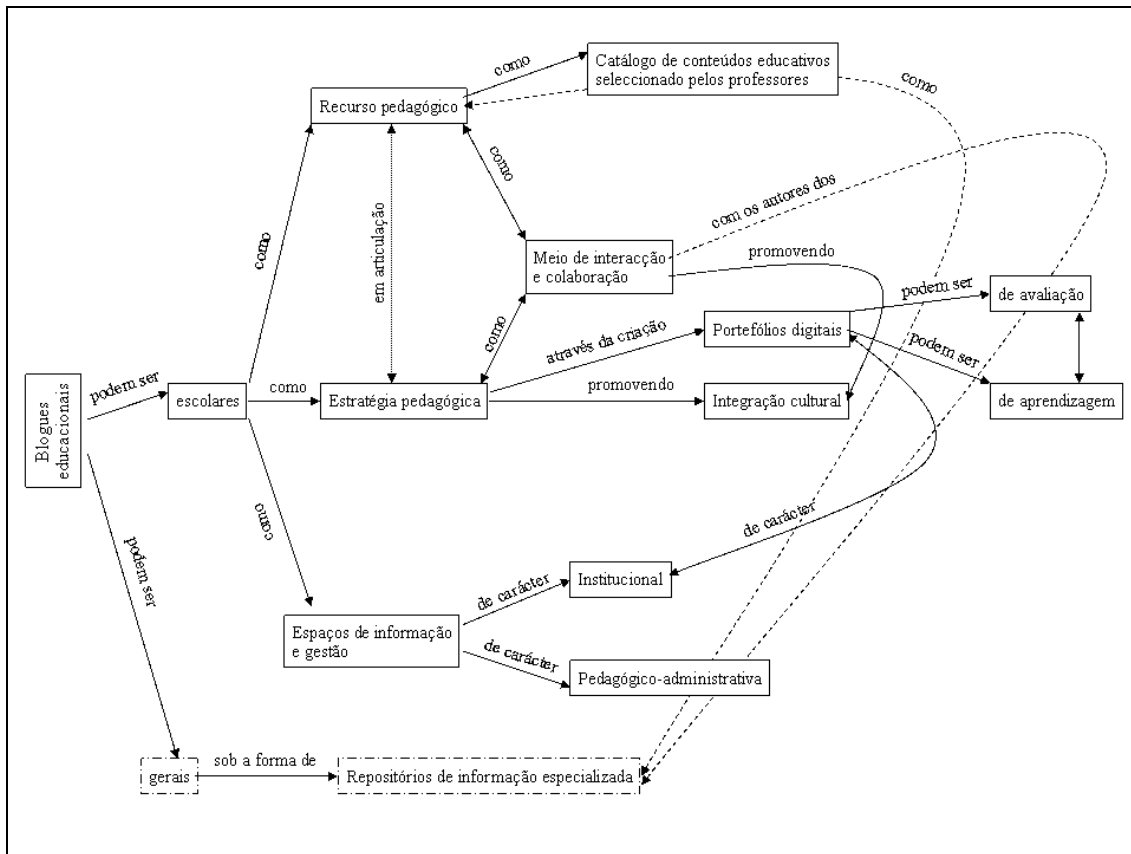 como
Catálogo de conteúdos educativos
seleccionado pelos professores
como
Recurso pedagógico
como
com os autores dos
como
em articulação
Meio de interacção
e colaboração
promovendo
podem ser
de avaliação
como
através da criação
Portefólios digitais
podem ser
podem ser
escolares
como
Estratégia pedagógica
promovendo
Integração cultural
de aprendizagem
Blogues
educacionais
como
podem ser
de carácter
de carácter
Institucional
Espaços de informação
e gestão
de carácter
Pedagógico-administrativa
gerais
sob a forma de
Repositórios de informação especializada